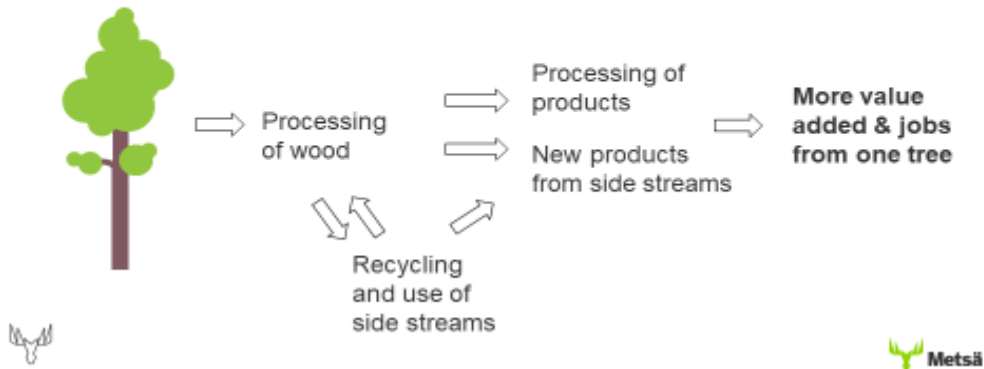 Processing
of wood
Processing of
products
New products
from side streams
More value
added & jobs
from one tree
Recycling
and use of
side streams
Metsä